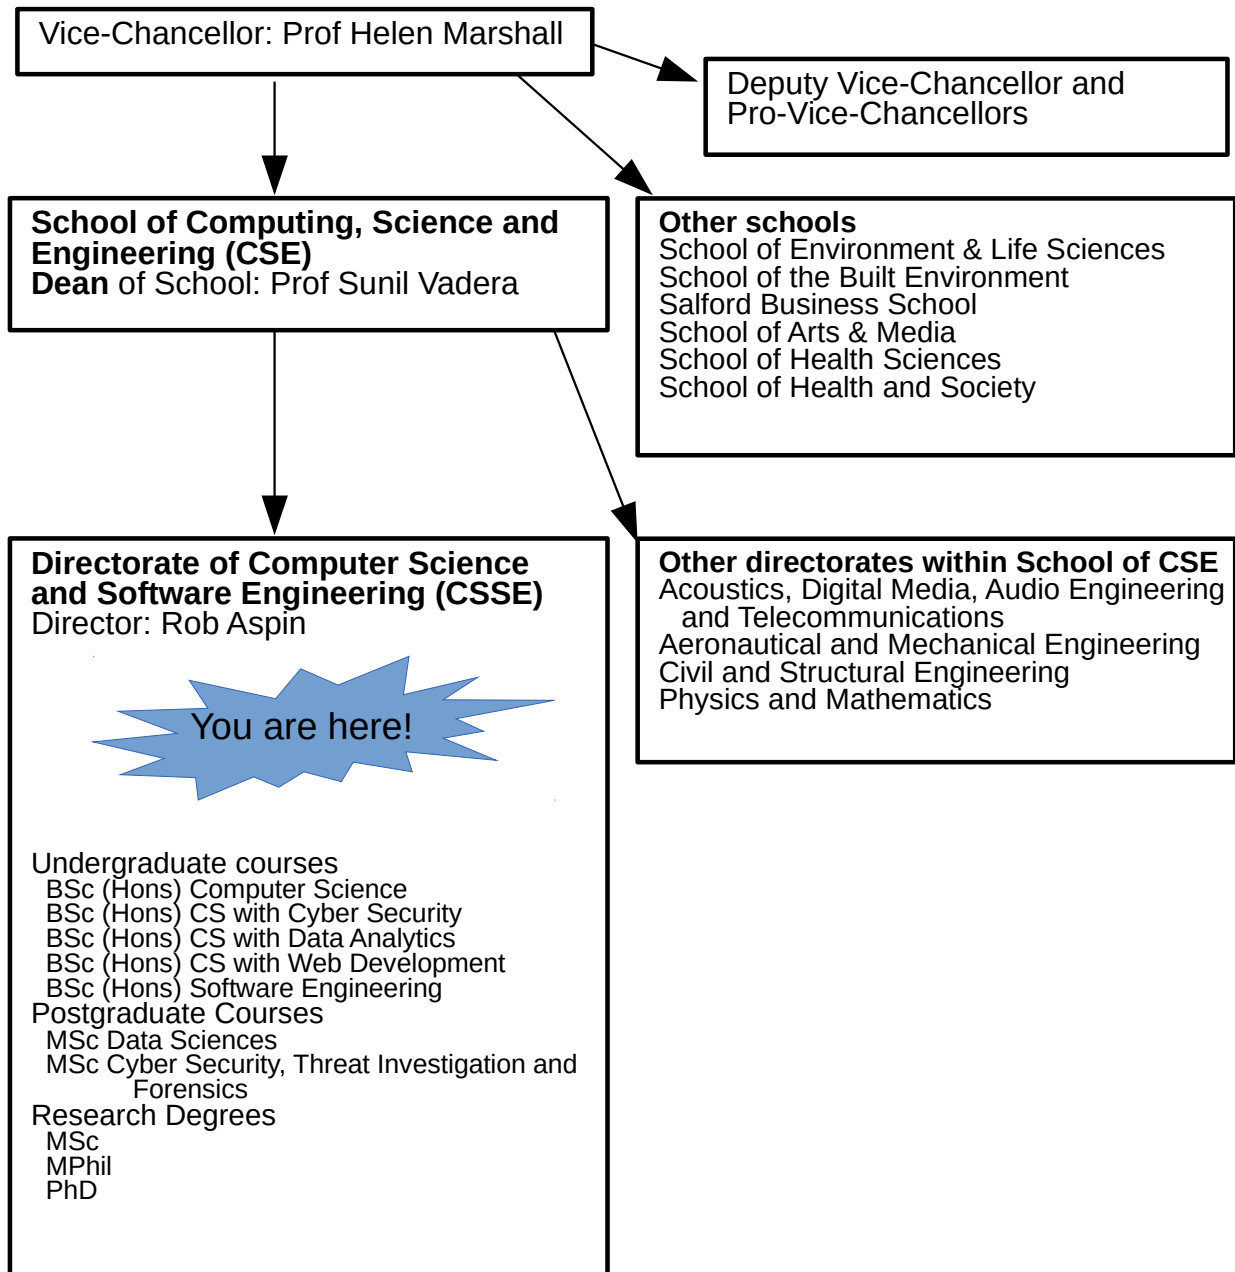 Vice-Chancellor: Prof Helen Marshall
Deputy Vice-Chancellor and
Pro-Vice-Chancellors
School of Computing, Science and
Engineering (CSE)
Dean of School: Prof Sunil Vadera
Other schools
School of Environment & Life Sciences
School of the Built Environment
Salford Business School
School of Arts & Media
School of Health Sciences
School of Health and Society
Directorate of Computer Science
and Software Engineering (CSSE)
Director: Rob Aspin
You are here!
Undergraduate courses
BSc (Hons) Computer Science
BSc (Hons) CS with Cyber Security
BSc (Hons) CS with Data Analytics
BSc (Hons) CS with Web Development
BSc (Hons) Software Engineering
Postgraduate Courses
MSc Data Sciences
MSc Cyber Security, Threat Investigation and
Forensics
Research Degrees
MSc
MPhil
PhD
Other directorates within School of CSE
Acoustics, Digital Media, Audio Engineering
and Telecommunications
Aeronautical and Mechanical Engineering
Civil and Structural Engineering
Physics and Mathematics